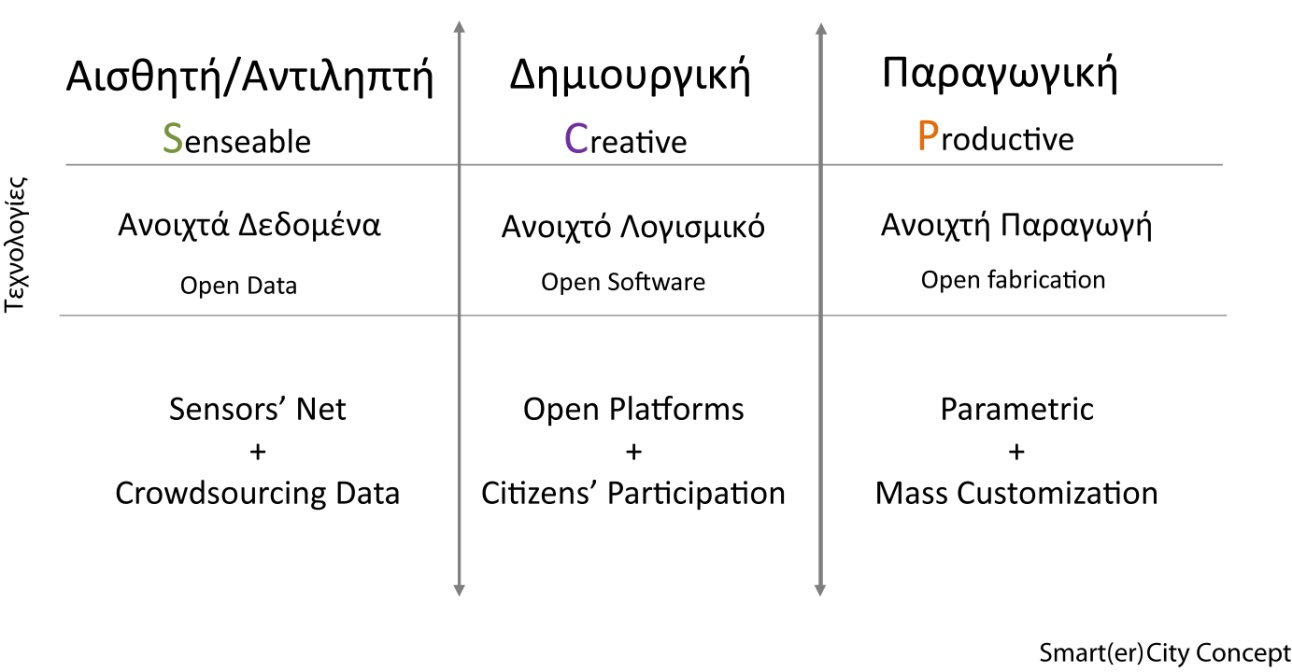 Αισθητή/Αντιληπτή
Senseable
Δημιουργική
Creative
Παραγωγική
Productive
Τεχνολογίες
Ανοιχτά Δεδομένα
Open Data
Ανοιχτό Λογισμικό
Open Software
Ανοιχτή Παραγωγή
Open fabrication
Sensors’ Net
+
Crowdsourcing Data
Open Platforms
+
Citizens’ Participation
Parametric
+
Mass Customization
Smart(er)City Concept